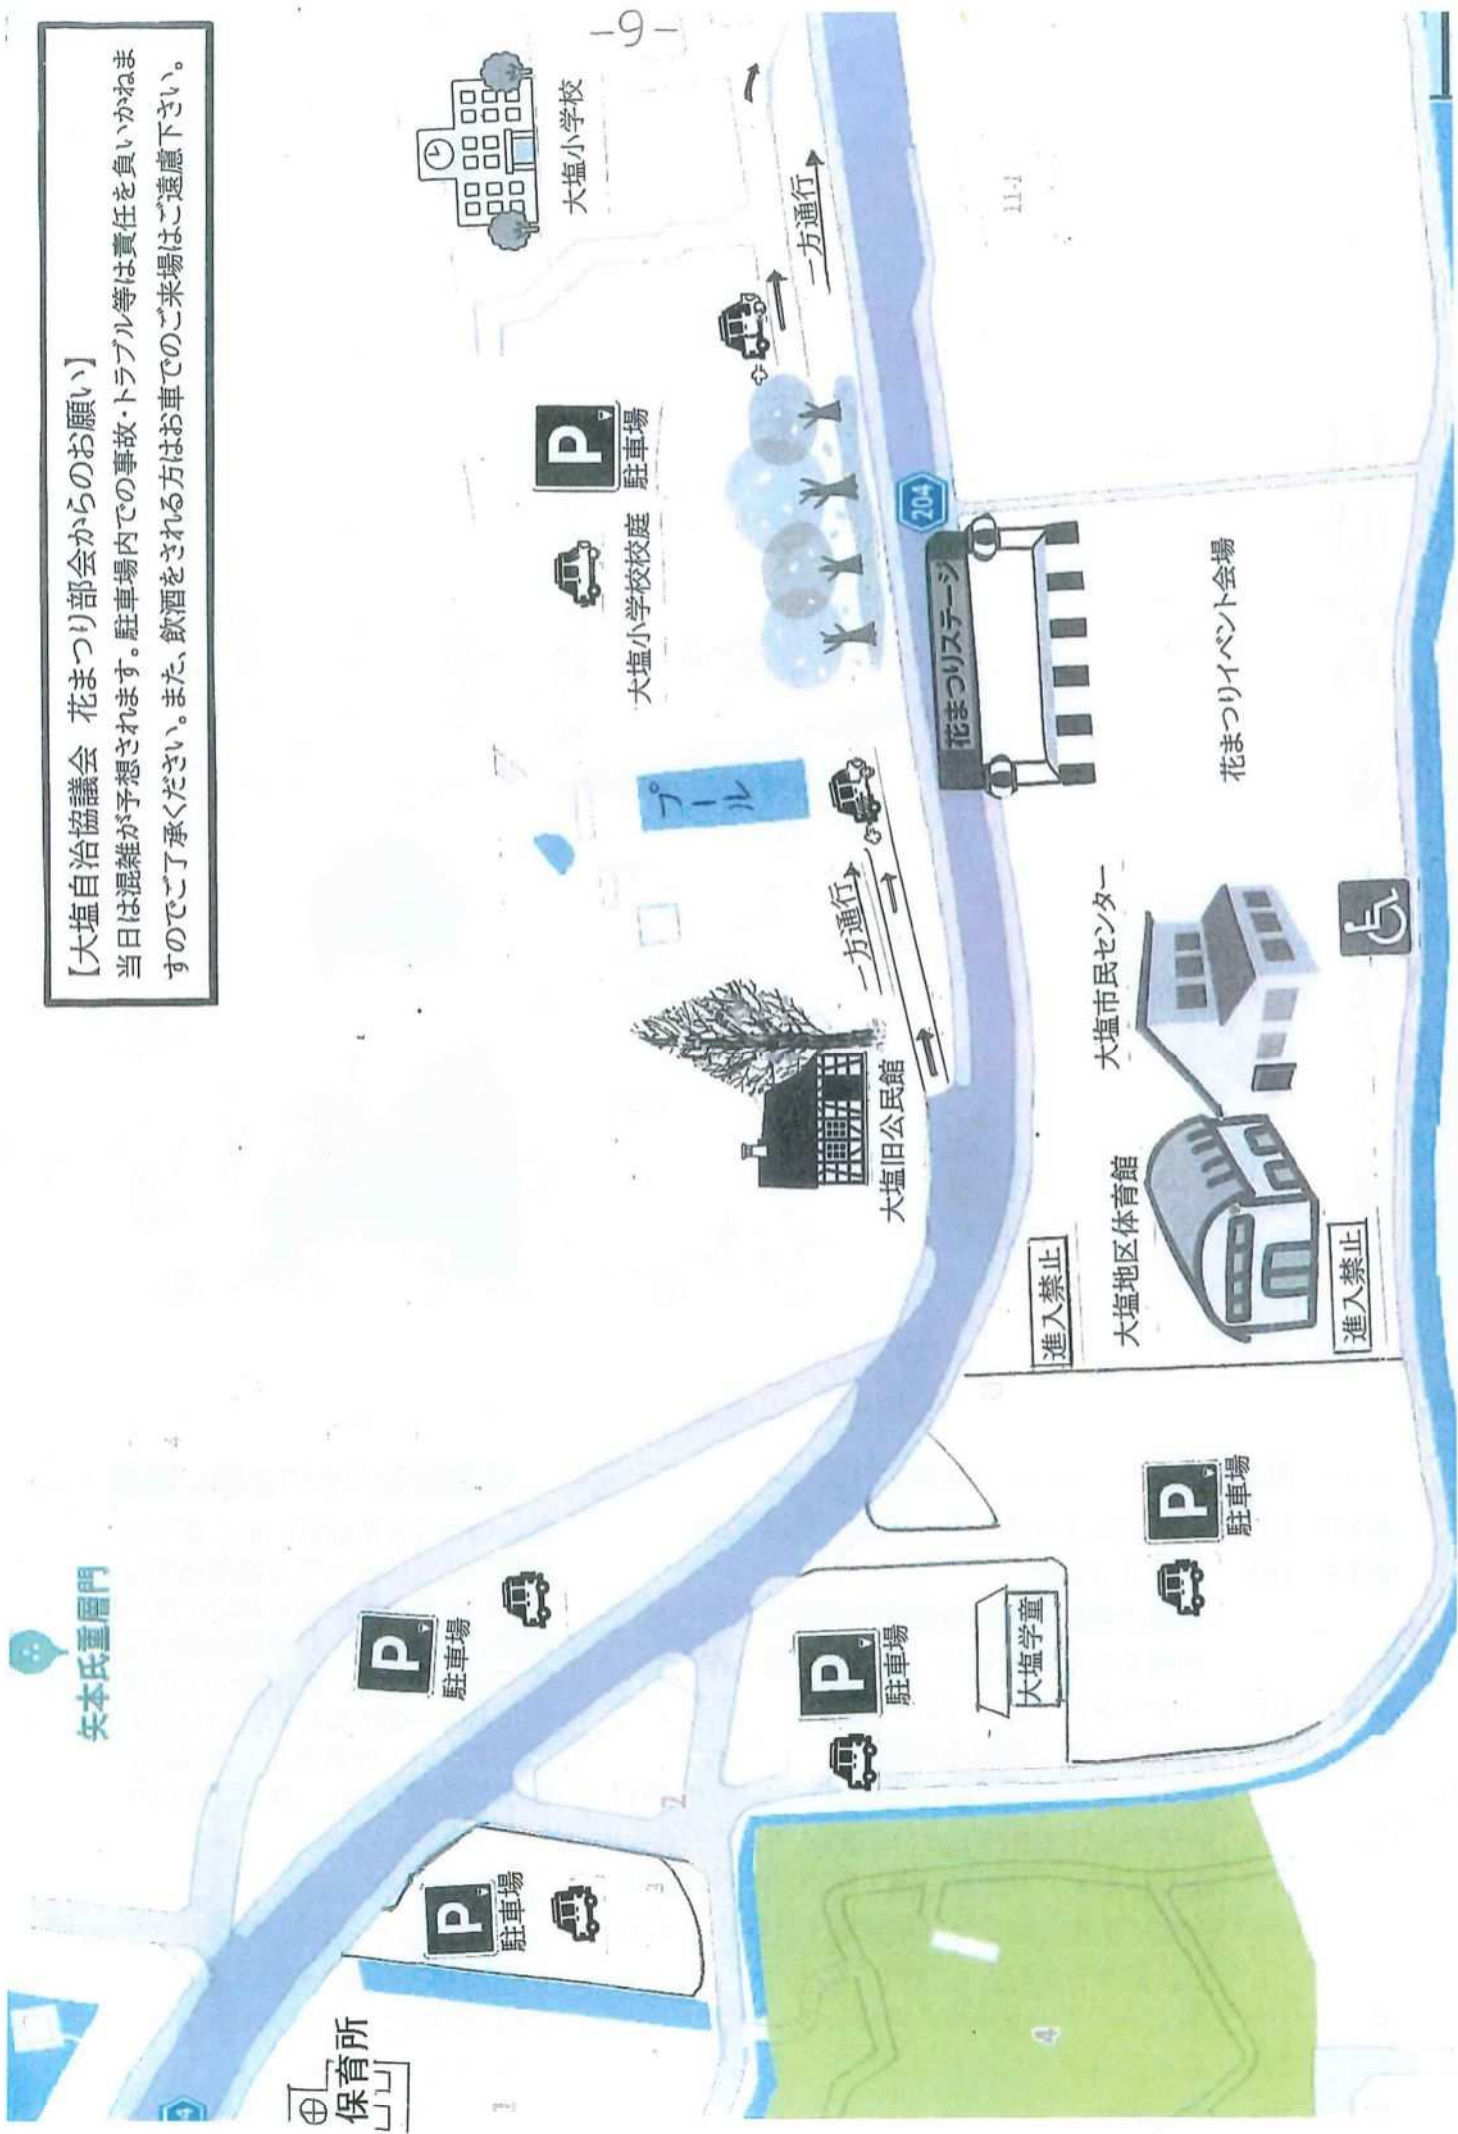 【大塩自治協議会　花まつり部会からのお願い】
当日は混雑が予想されます。駐車場内での事故・トラブル等は責任を負いかねま
すのでご了承ください。また、飲酒をされる方はお車でのご来場はご遠慮下さい。
矢本氏重層門
大塩小学校
-9-
P
駐車場
大塩小学校校庭
一方通行
プール
一方通行
大塩旧公民館
204
花まつりステージ
花まつりイベント会場
大塩市民センター
大塩地区体育館
進入禁止
進入禁止
P
駐車場
P
駐車場
P
駐車場
P
駐車場
大塩学童
保育所
11-1
2
3
4
4